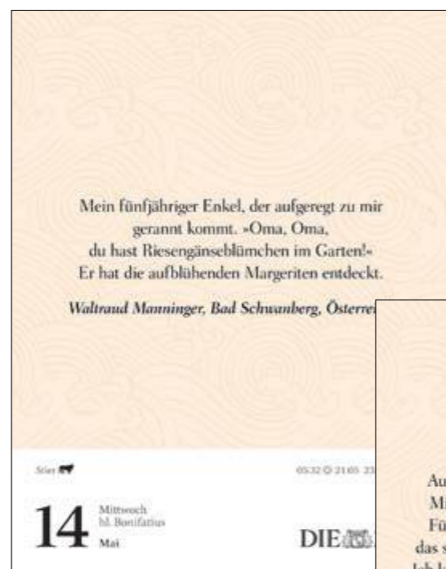 Mein fünfjähriger Enkel, der aufgeregt zu mir
gerannt kommt. »Oma, Oma,
du hast Riesengänseblümchen im Garten!«
Er hat die aufblühenden Margeriten entdeckt.
Waltraud Manninger, Bad Schwanberg, Österrei
Stier
05:32 21:05 23
14
Mittwoch
hl. Bonifatius
Mai
DIE
Au
Mi
Fü
das s
Ich k